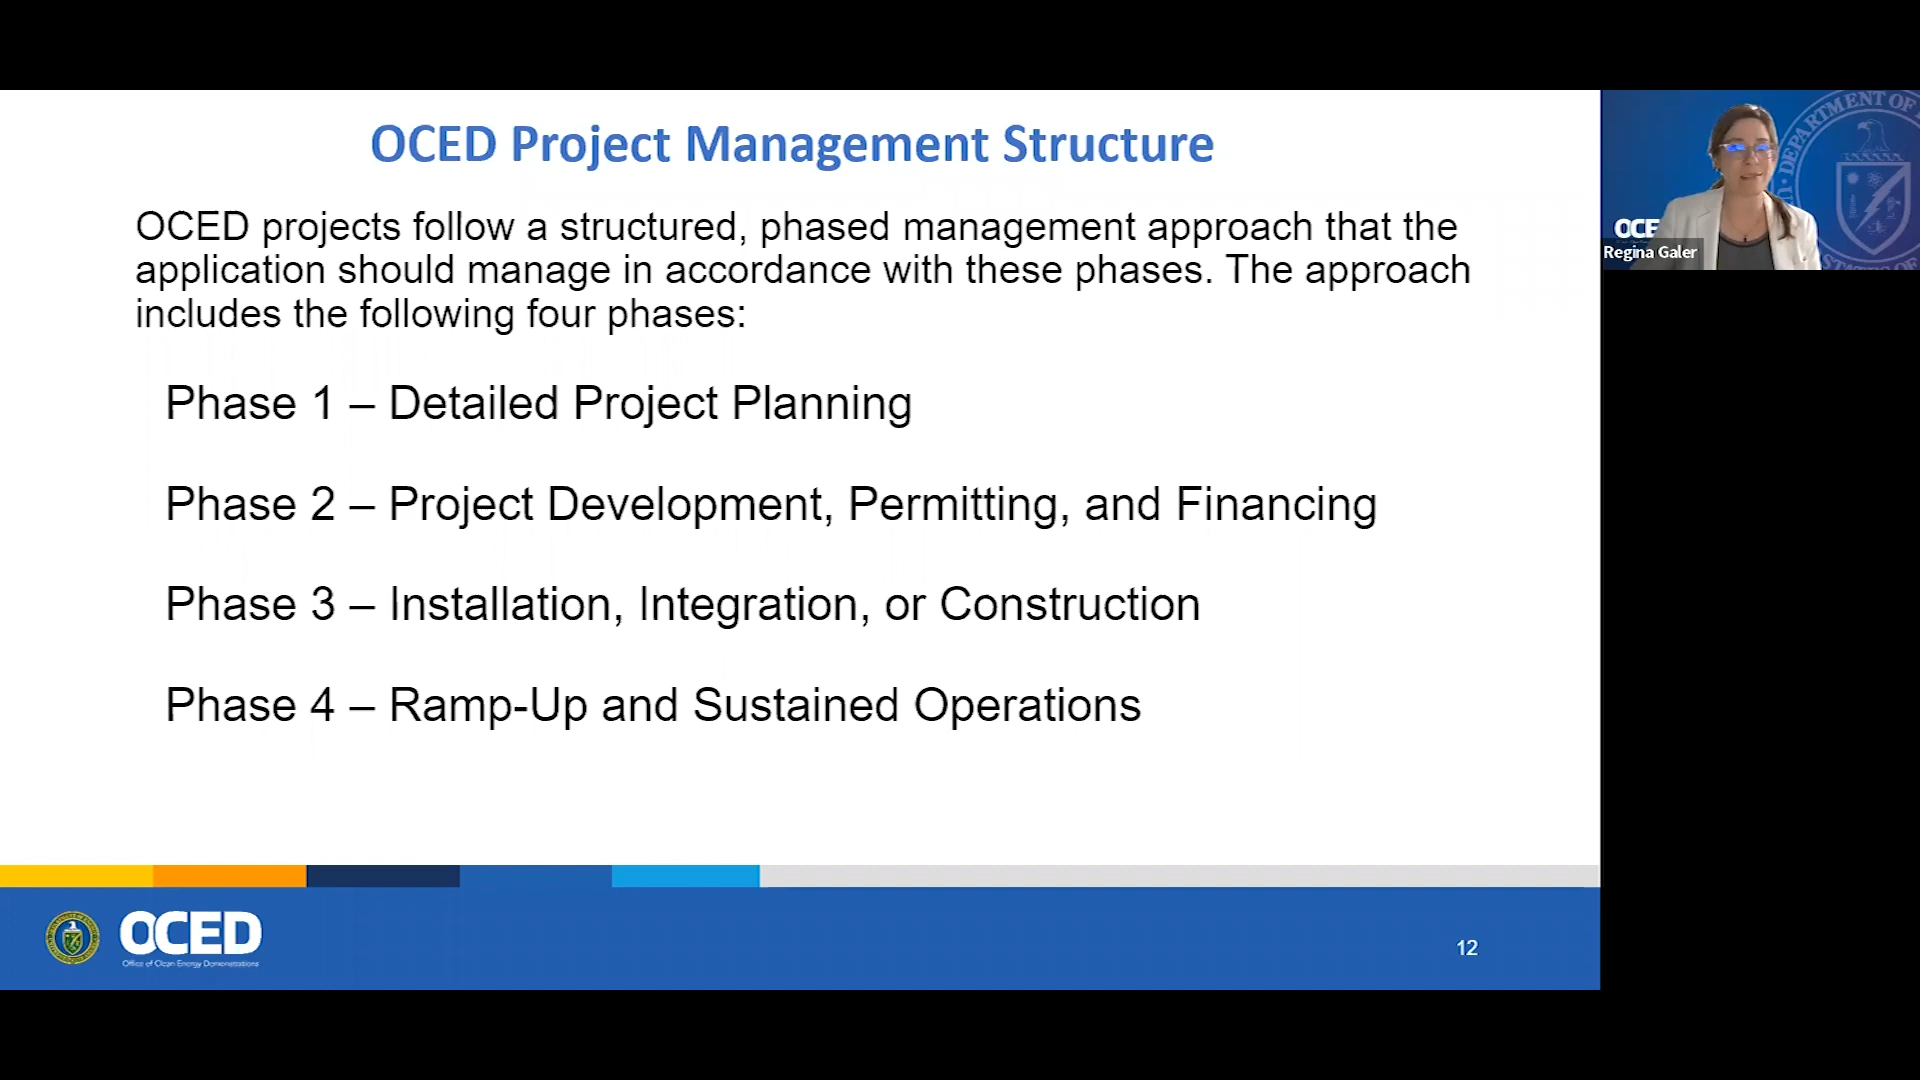 OCED Project Management Structure
OCED projects follow a structured, phased management approach that the
application should manage in accordance with these phases. The approach
includes the following four phases:
Phase 1 – Detailed Project Planning
Phase 2 – Project Development, Permitting, and Financing
Phase 3 – Installation, Integration, or Construction
Phase 4 – Ramp-Up and Sustained Operations
OCED
Office of Clean Energy Demonstrations
12
DEPARTMENT OF
OCE
Regina Galer